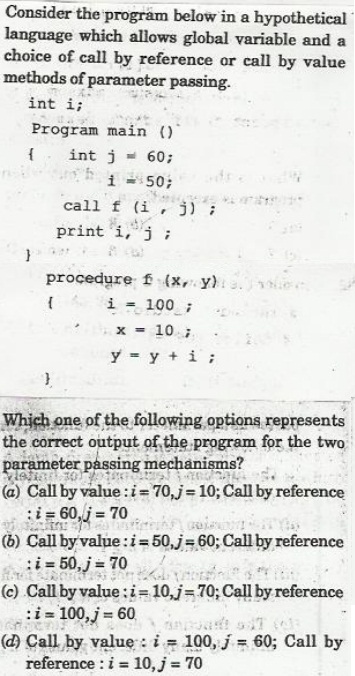 Consider the program below in a hypothetical
language which allows global variable and a
choice of call by reference or call by value
methods of parameter passing.
int i;
Program main ()
{ int j = 60;
i = 50;
call f (i , j) ;
print i, j ;
}
procedure f (x, y)
{ i = 100 ;
x = 10 ;
y = y + i ;
}
Which one of the following options represents
the correct output of the program for the two
parameter passing mechanisms?
(a) Call by value : i = 70, j = 10; Call by reference
: i = 60, j = 70
(b) Call by value : i = 50, j = 60; Call by reference
: i = 50, j = 70
(c) Call by value : i = 10, j = 70; Call by reference
: i = 100, j = 60
(d) Call by value : i = 100, j = 60; Call by
reference : i = 10, j = 70